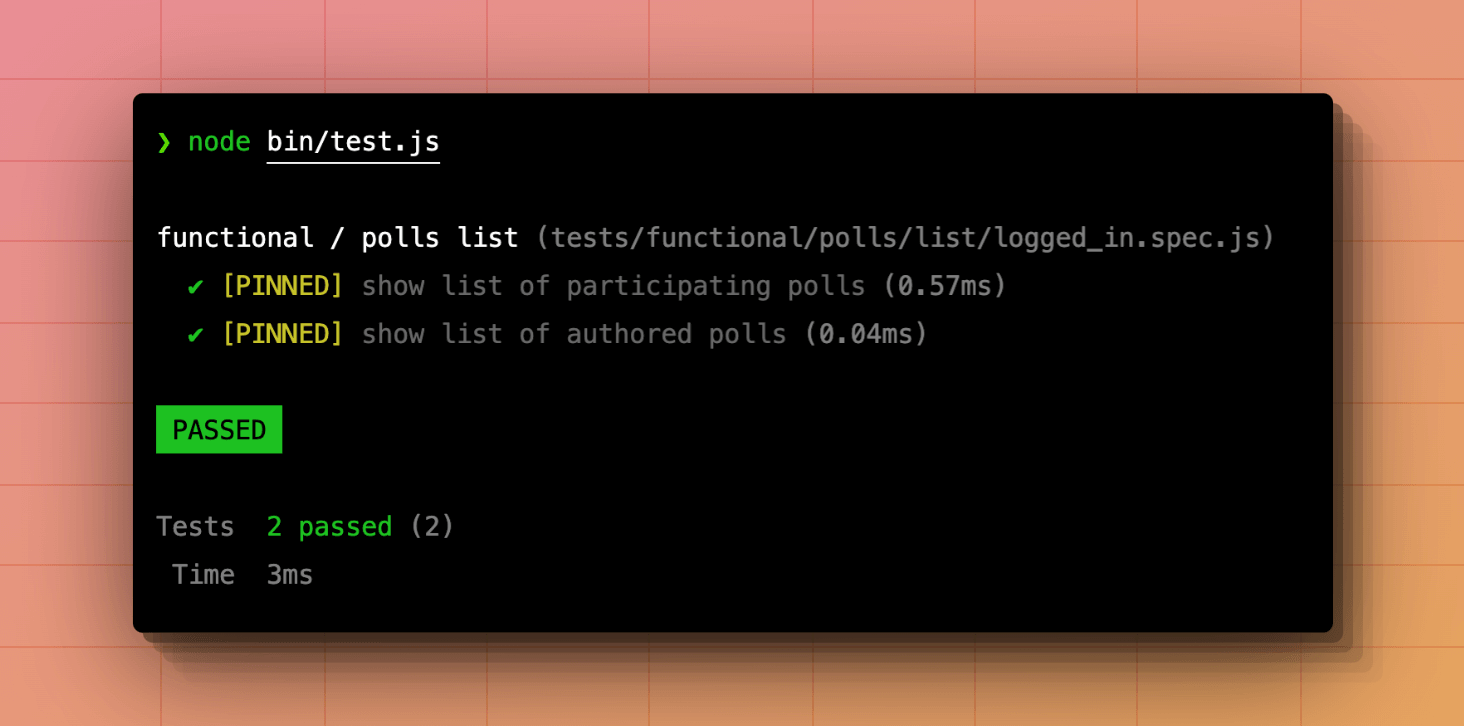 ❯ node bin/test.js
functional / polls list (tests/functional/polls/list/logged_in.spec.js)
✔ [PINNED] show list of participating polls (0.57ms)
✔ [PINNED] show list of authored polls (0.04ms)
PASSED
Tests 2 passed (2)
Time 3ms